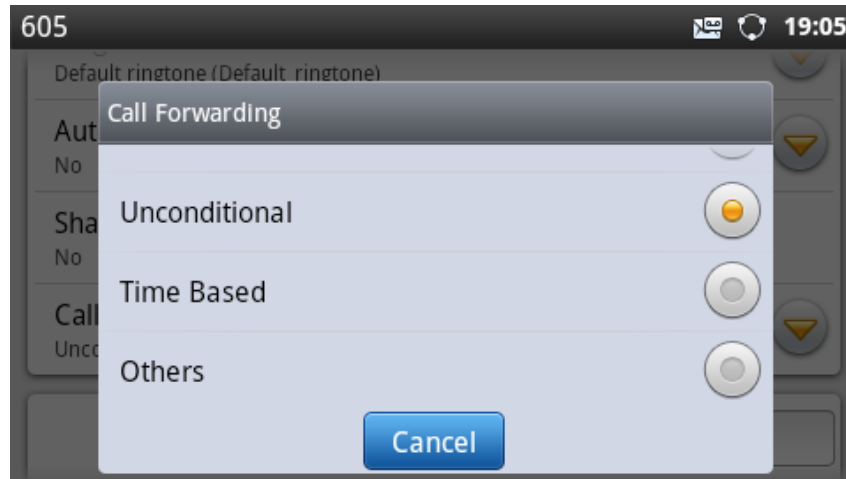 605
19:05
Default ringtone (Default ringtone)
Call Forwarding
Aut
No
Unconditional
Sha
No
Time Based
Call
Unco
Others
Cancel